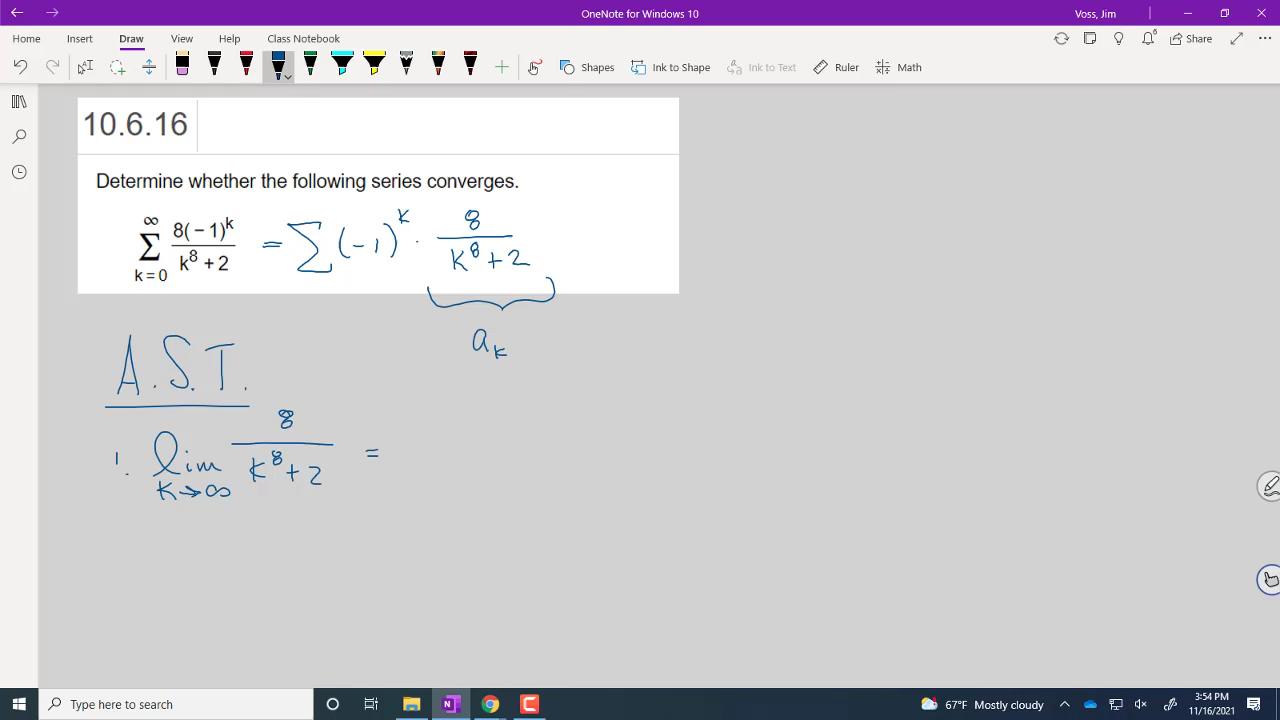 OneNote for Windows 10
Voss, Jim
Home Insert Draw View Help Class Notebook
Share
Shapes Ink to Shape Ink to Text Ruler Math
10.6.16
Determine whether the following series converges.
∞ Σ k = 0 8(−1)^k / k^8 + 2 = Σ (−1)^k · 8 / k^8 + 2
a_k
A.S.T.
1. lim k→∞ 8 / k^8 + 2 =
Type here to search
67°F Mostly cloudy
3:54 PM
11/16/2021